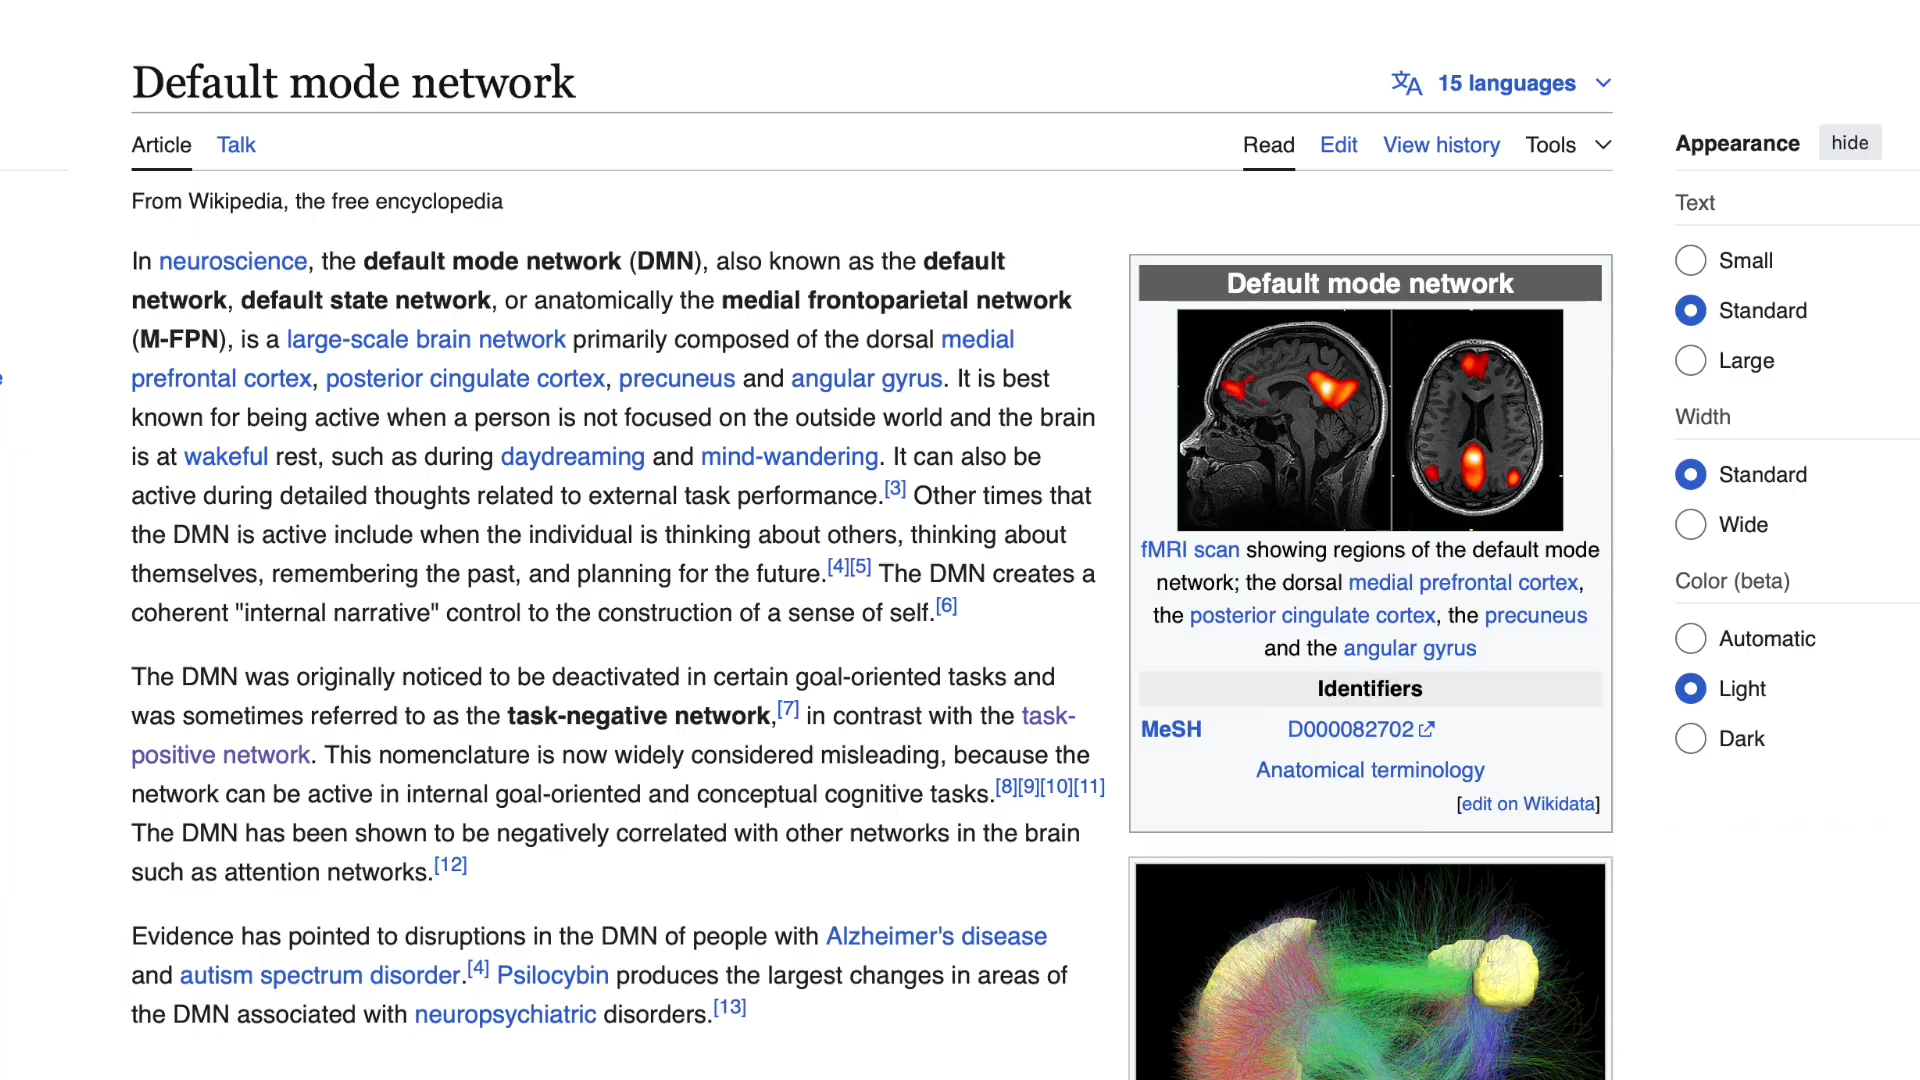 Default mode network
15 languages
Article Talk
Read Edit View history Tools
From Wikipedia, the free encyclopedia
In neuroscience, the default mode network (DMN), also known as the default
network, default state network, or anatomically the medial frontoparietal network
(M-FPN), is a large-scale brain network primarily composed of the dorsal medial
prefrontal cortex, posterior cingulate cortex, precuneus and angular gyrus. It is best
known for being active when a person is not focused on the outside world and the brain
is at wakeful rest, such as during daydreaming and mind-wandering. It can also be
active during detailed thoughts related to external task performance.[3] Other times that
the DMN is active include when the individual is thinking about others, thinking about
themselves, remembering the past, and planning for the future.[4][5] The DMN creates a
coherent "internal narrative" control to the construction of a sense of self.[6]
The DMN was originally noticed to be deactivated in certain goal-oriented tasks and
was sometimes referred to as the task-negative network,[7] in contrast with the task-
positive network. This nomenclature is now widely considered misleading, because the
network can be active in internal goal-oriented and conceptual cognitive tasks.[8][9][10][11]
The DMN has been shown to be negatively correlated with other networks in the brain
such as attention networks.[12]
Evidence has pointed to disruptions in the DMN of people with Alzheimer's disease
and autism spectrum disorder.[4] Psilocybin produces the largest changes in areas of
the DMN associated with neuropsychiatric disorders.[13]
Default mode network
fMRI scan showing regions of the default mode
network; the dorsal medial prefrontal cortex,
the posterior cingulate cortex, the precuneus
and the angular gyrus
Identifiers
MeSH D000082702
Anatomical terminology
[edit on Wikidata]
Appearance hide
Text
Small
Standard
Large
Width
Standard
Wide
Color (beta)
Automatic
Light
Dark